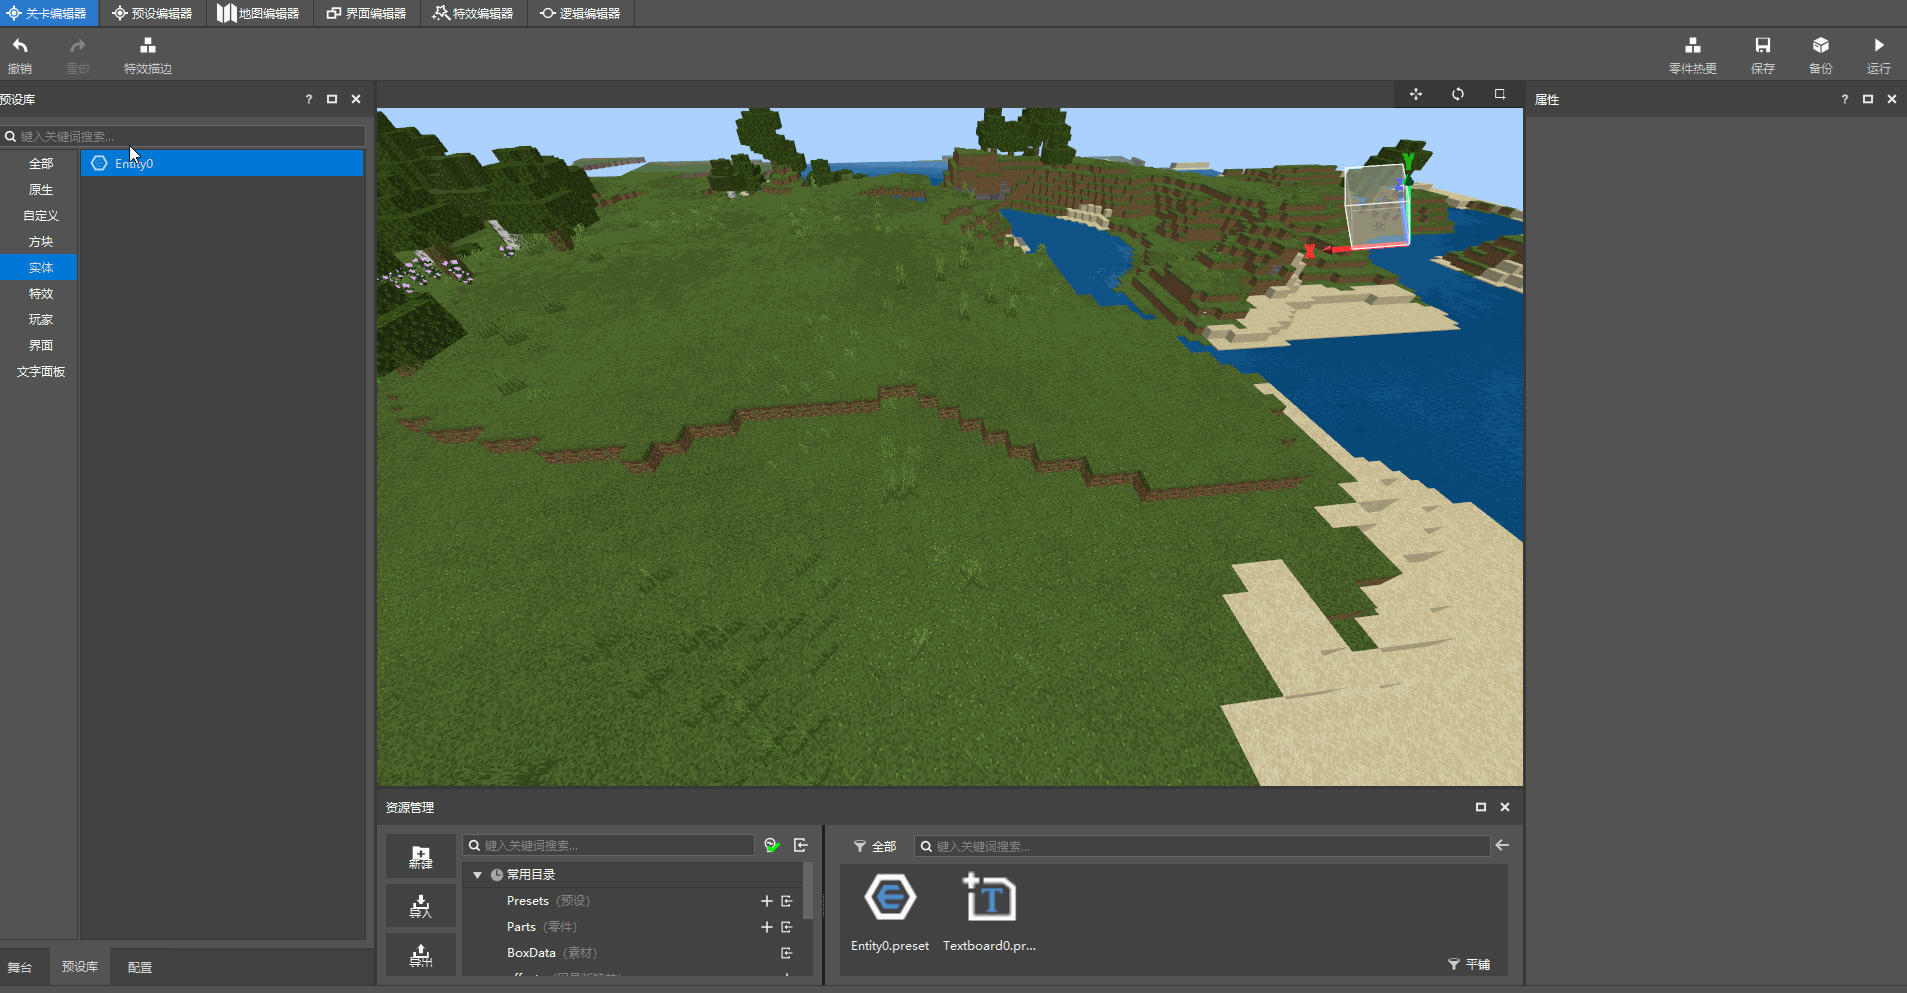 关卡编辑器 预设编辑器 地图编辑器 界面编辑器 特效编辑器 逻辑编辑器
撤销 重做 特效描边 零件热更 保存 备份 运行
预设库 ?
键入关键词搜索...
全部
原生
自定义
方块
实体
特效
玩家
界面
文字面板
Entity0
Y
Z
X
北
属性 ?
资源管理
新建
导入
导出
键入关键词搜索...
常用目录
Presets (预设)
Parts (零件)
BoxData (素材)
全部 键入关键词搜索...
Entity0.preset Textboard0.pr...
平铺
舞台 预设库 配置